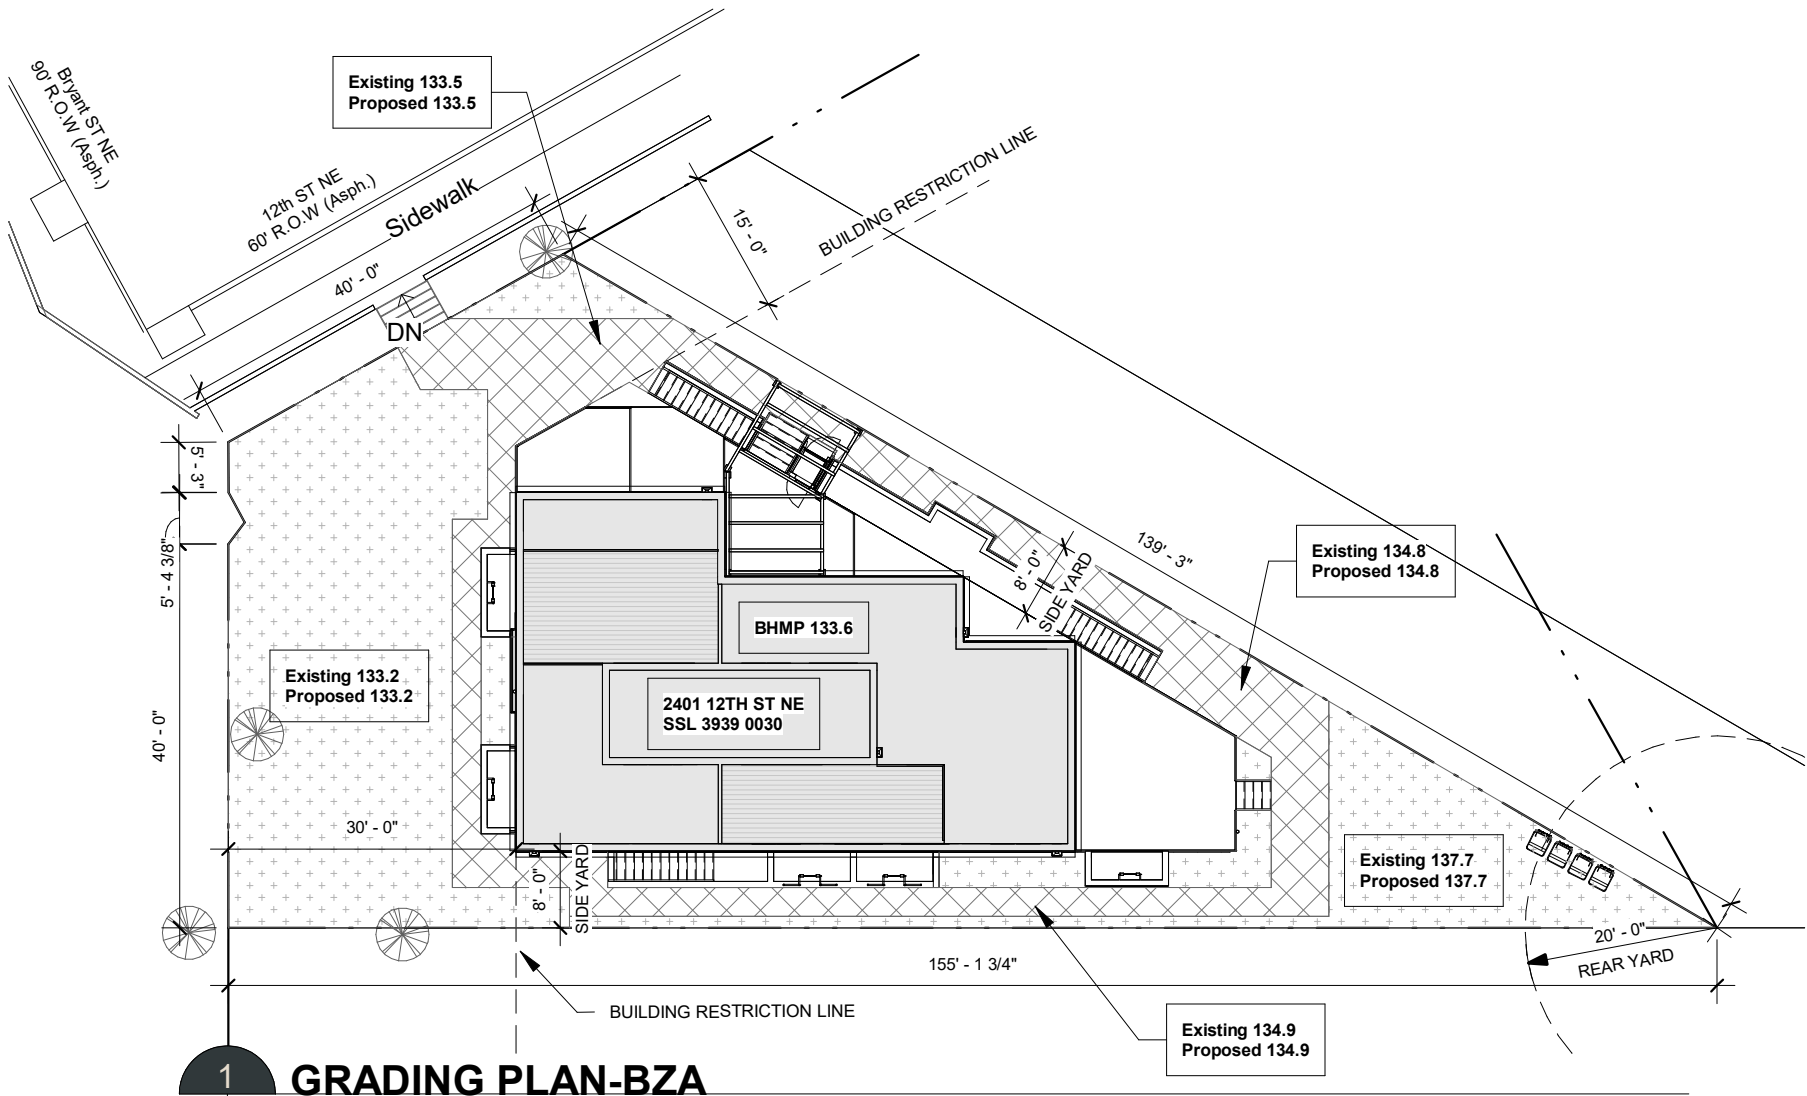 Bryant ST NE
90' R.O.W (Asph.)
Existing 133.5
Proposed 133.5
12th ST NE
60' R.O.W (Asph.)
Sidewalk
40' - 0"
DN
15' - 0"
BUILDING RESTRICTION LINE
5' - 3"
5' - 4 3/8"
40' - 0"
30' - 0"
Existing 133.2
Proposed 133.2
BHMP 133.6
2401 12TH ST NE
SSL 3939 0030
8' - 0"
SIDE YARD
139' - 3"
Existing 134.8
Proposed 134.8
8' - 0"
SIDE YARD
Existing 137.7
Proposed 137.7
20' - 0"
REAR YARD
155' - 1 3/4"
BUILDING RESTRICTION LINE
Existing 134.9
Proposed 134.9
1
GRADING PLAN-BZA